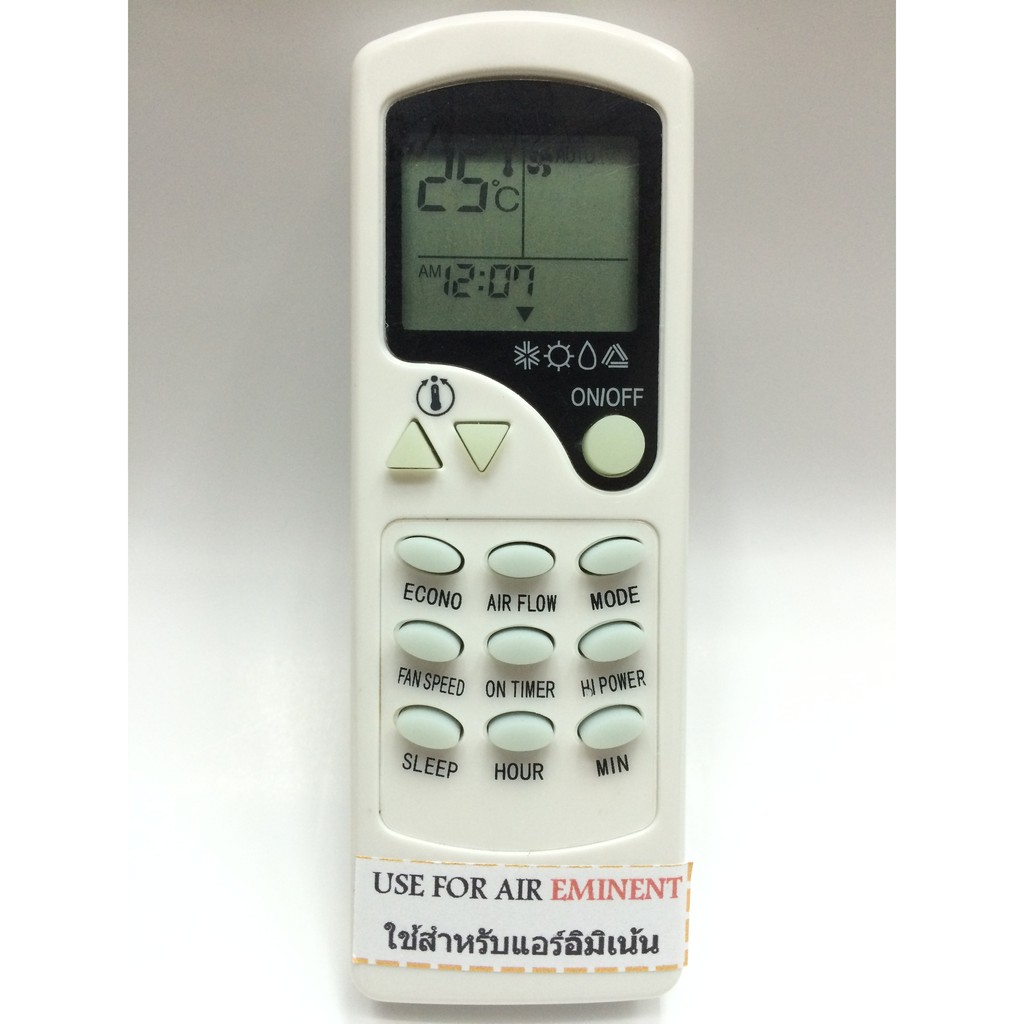 AUTO
25°C
AM 12:07
ON/OFF
ECONO AIR FLOW MODE
FAN SPEED ON TIMER HI POWER
SLEEP HOUR MIN
USE FOR AIR EMINENT
ใช้สำหรับแอร์อิมิเน้น